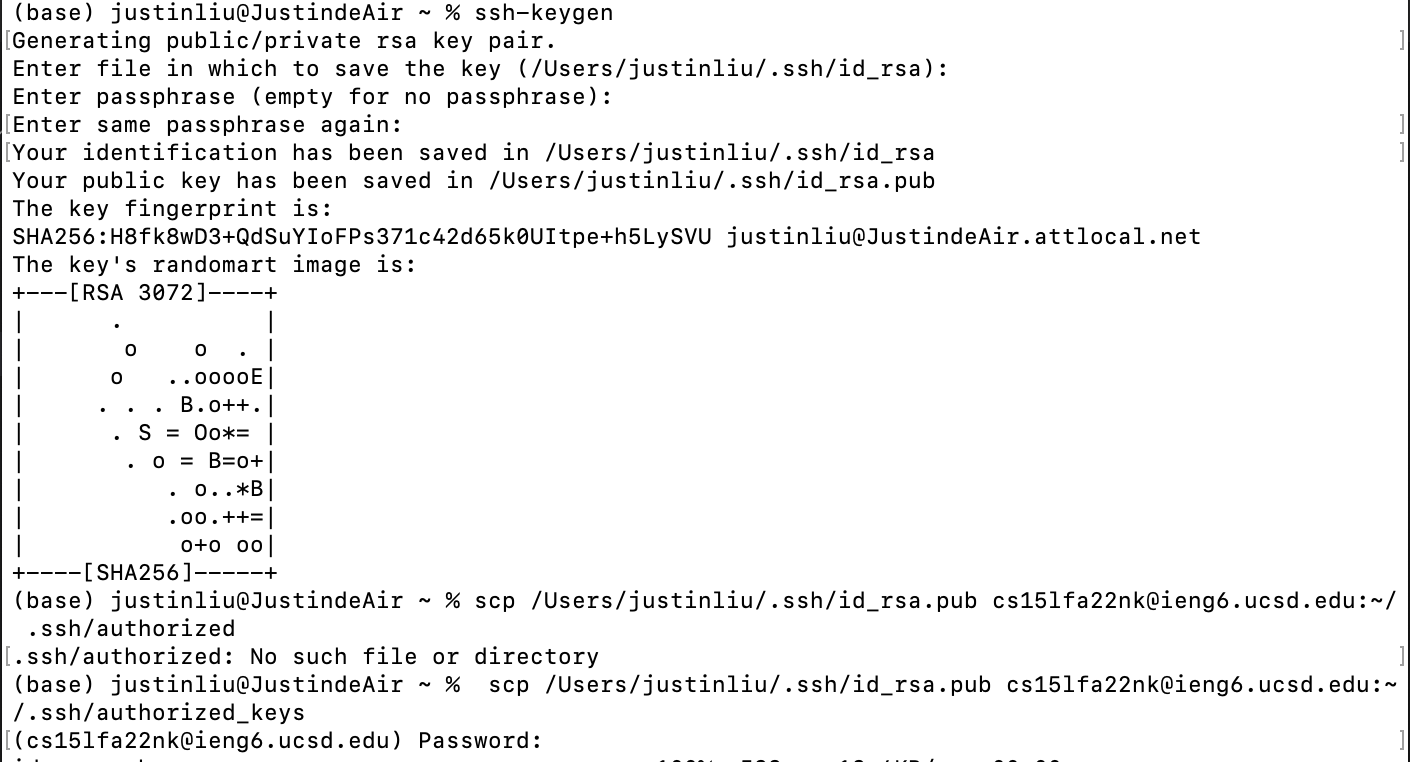 (base) justinliu@JustindeAir ~ % ssh-keygen
[Generating public/private rsa key pair. ]
Enter file in which to save the key (/Users/justinliu/.ssh/id_rsa):
Enter passphrase (empty for no passphrase):
[Enter same passphrase again: ]
[Your identification has been saved in /Users/justinliu/.ssh/id_rsa ]
Your public key has been saved in /Users/justinliu/.ssh/id_rsa.pub
The key fingerprint is:
SHA256:H8fk8wD3+QdSuYIoFPs371c42d65k0UItpe+h5LySVU justinliu@JustindeAir.attlocal.net
The key's randomart image is:
+---[RSA 3072]----+
|      .          |
|       o    o  . |
|      o   ..ooooE|
|     . . . B.o++.|
|      . S = Oo*= |
|       . o = B=o+|
|          . o..*B|
|          .oo.++=|
|           o+o oo|
+----[SHA256]-----+
(base) justinliu@JustindeAir ~ % scp /Users/justinliu/.ssh/id_rsa.pub cs15lfa22nk@ieng6.ucsd.edu:~/
 .ssh/authorized
[.ssh/authorized: No such file or directory ]
(base) justinliu@JustindeAir ~ %  scp /Users/justinliu/.ssh/id_rsa.pub cs15lfa22nk@ieng6.ucsd.edu:~
/.ssh/authorized_keys
[(cs15lfa22nk@ieng6.ucsd.edu) Password: ]